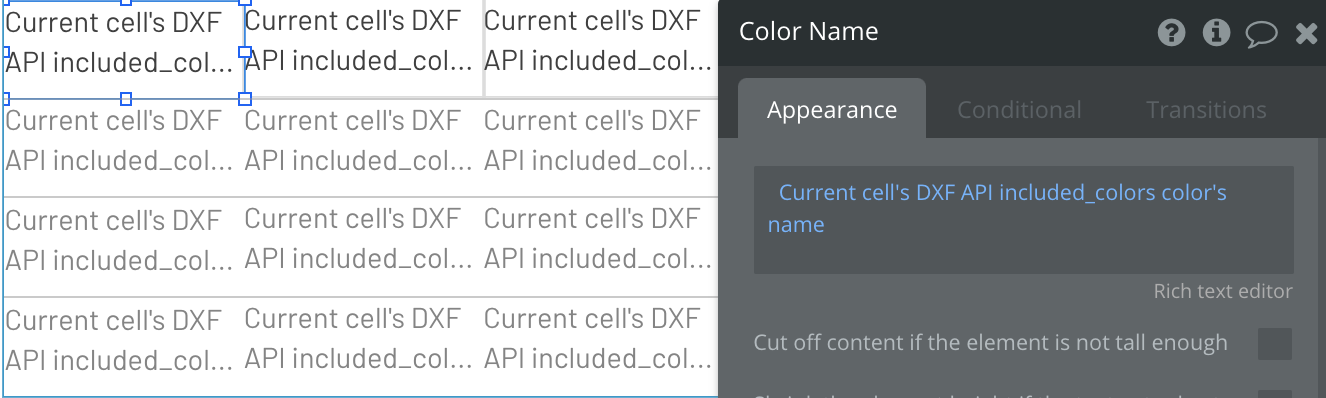 Current cell's DXF Current cell's DXF Current cell's DXF
API included_col... API included_col... API included_col...
Current cell's DXF Current cell's DXF Current cell's DXF
API included_col... API included_col... API included_col...
Current cell's DXF Current cell's DXF Current cell's DXF
API included_col... API included_col... API included_col...
Current cell's DXF Current cell's DXF Current cell's DXF
API included_col... API included_col... API included_col...
Color Name
Appearance Conditional Transitions
Current cell's DXF API included_colors color's
name
Rich text editor
Cut off content if the element is not tall enough